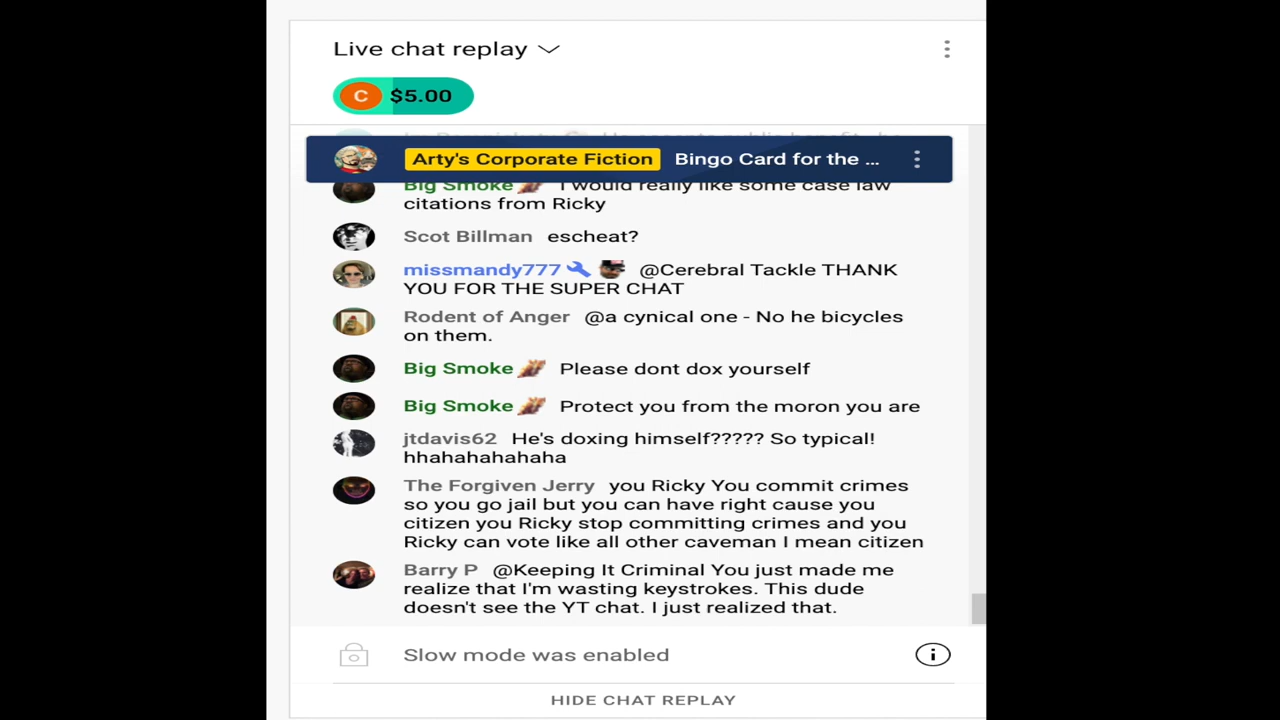 Live chat replay
C $5.00
Arty's Corporate Fiction Bingo Card for the ...
Big Smoke I would really like some case law
citations from Ricky
Scot Billman escheat?
missmandy777 @Cerebral Tackle THANK
YOU FOR THE SUPER CHAT
Rodent of Anger @a cynical one - No he bicycles
on them.
Big Smoke Please dont dox yourself
Big Smoke Protect you from the moron you are
jtdavis62 He's doxing himself????? So typical!
hhahahahahaha
The Forgiven Jerry you Ricky You commit crimes
so you go jail but you can have right cause you
citizen you Ricky stop committing crimes and you
Ricky can vote like all other caveman I mean citizen
Barry P @Keeping It Criminal You just made me
realize that I'm wasting keystrokes. This dude
doesn't see the YT chat. I just realized that.
Slow mode was enabled
HIDE CHAT REPLAY